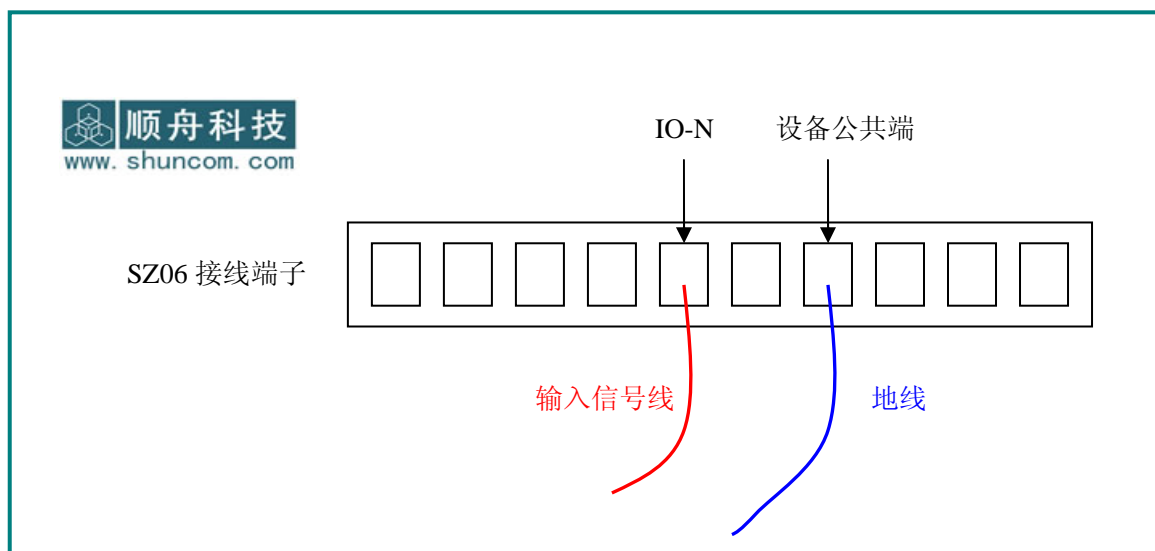 顺舟科技
www. shuncom. com
IO-N
设备公共端
SZ06 接线端子
输入信号线
地线